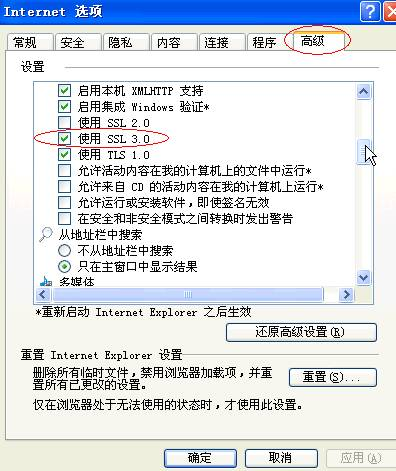 Internet 选项
常规 安全 隐私 内容 连接 程序 高级
设置
启用本机 XMLHTTP 支持
启用集成 Windows 验证*
使用 SSL 2.0
使用 SSL 3.0
使用 TLS 1.0
允许活动内容在我的计算机上的文件中运行*
允许来自 CD 的活动内容在我的计算机上运行*
允许运行或安装软件，即使签名无效
在安全和非安全模式之间转换时发出警告
从地址栏中搜索
不从地址栏中搜索
只在主窗口中显示结果
多媒体
*重新启动 Internet Explorer 之后生效
还原高级设置(R)
重置 Internet Explorer 设置
删除所有临时文件，禁用浏览器加载项，并重
置所有已更改的设置。
重置(S)...
仅在浏览器处于无法使用的状态时，才使用此设置。
确定 取消 应用(A)